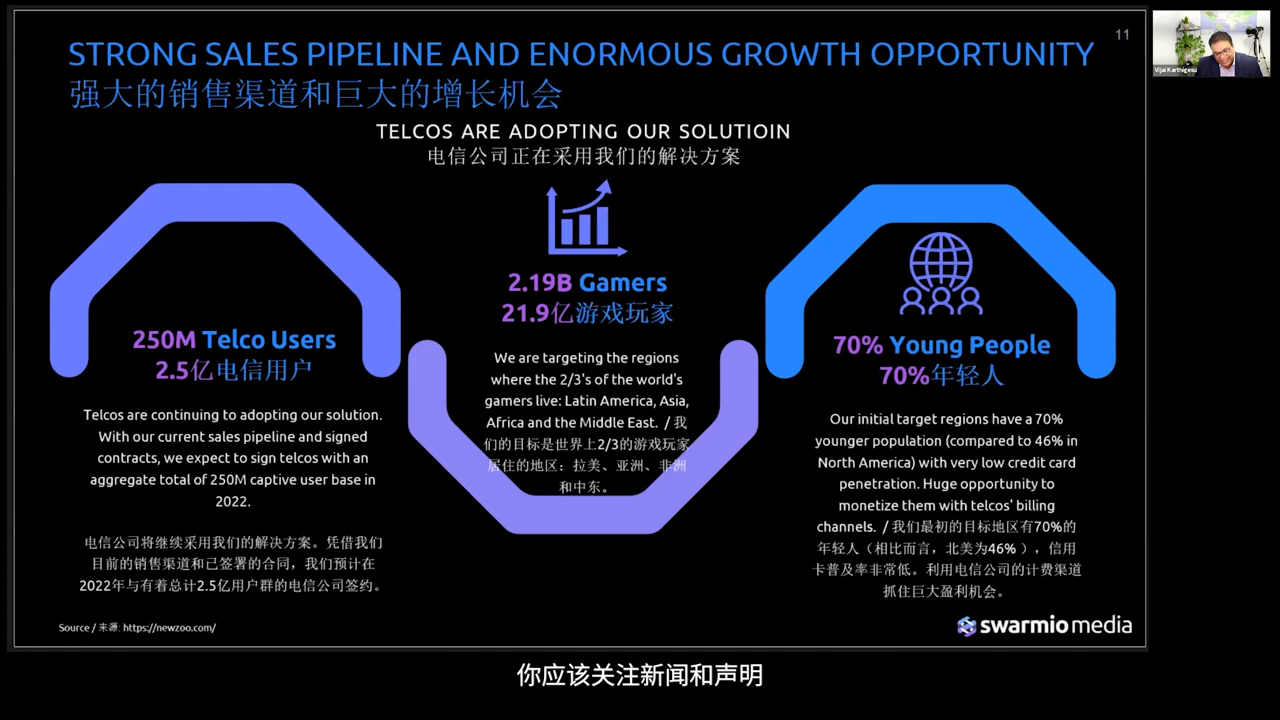 STRONG SALES PIPELINE AND ENORMOUS GROWTH OPPORTUNITY
11
强大的销售渠道和巨大的增长机会
TELCOS ARE ADOPTING OUR SOLUTIOIN
电信公司正在采用我们的解决方案
250M Telco Users
2.5亿电信用户
Telcos are continuing to adopting our solution.
With our current sales pipeline and signed
contracts, we expect to sign telcos with an
aggregate total of 250M captive user base in
2022.
电信公司将继续采用我们的解决方案。凭借我们
目前的销售渠道和已签署的合同，我们预计在
2022年与有着总计2.5亿用户群的电信公司签约。
2.19B Gamers
21.9亿游戏玩家
We are targeting the regions
where the 2/3's of the world's
gamers live: Latin America, Asia,
Africa and the Middle East. / 我
们的目标是世界上2/3的游戏玩家
居住的地区：拉美、亚洲、非洲
和中东。
70% Young People
70%年轻人
Our initial target regions have a 70%
younger population (compared to 46% in
North America) with very low credit card
penetration. Huge opportunity to
monetize them with telcos' billing
channels. / 我们最初的目标地区有70%的
年轻人（相比而言，北美为46%），信用
卡普及率非常低。利用电信公司的计费渠道
抓住巨大盈利机会。
Source / 来源: https://newzoo.com/
swarmio media
Vijai Karthigesu
你应该关注新闻和声明